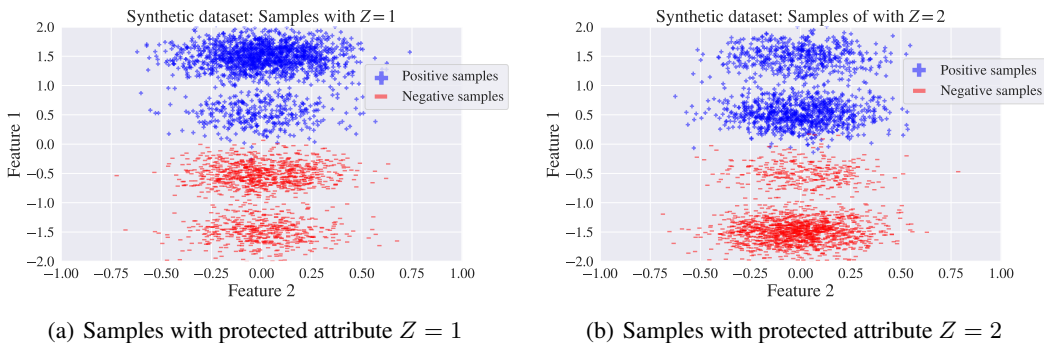 Synthetic dataset: Samples with Z = 1
2.0
1.5
1.0
0.5
0.0
−0.5
−1.0
−1.5
−2.0
Feature 1
Positive samples
Negative samples
−1.00 −0.75 −0.50 −0.25 0.00 0.25 0.50 0.75 1.00
Feature 2
(a) Samples with protected attribute Z = 1
Synthetic dataset: Samples of with Z = 2
2.0
1.5
1.0
0.5
0.0
−0.5
−1.0
−1.5
−2.0
Feature 1
Positive samples
Negative samples
−1.00 −0.75 −0.50 −0.25 0.00 0.25 0.50 0.75 1.00
Feature 2
(b) Samples with protected attribute Z = 2